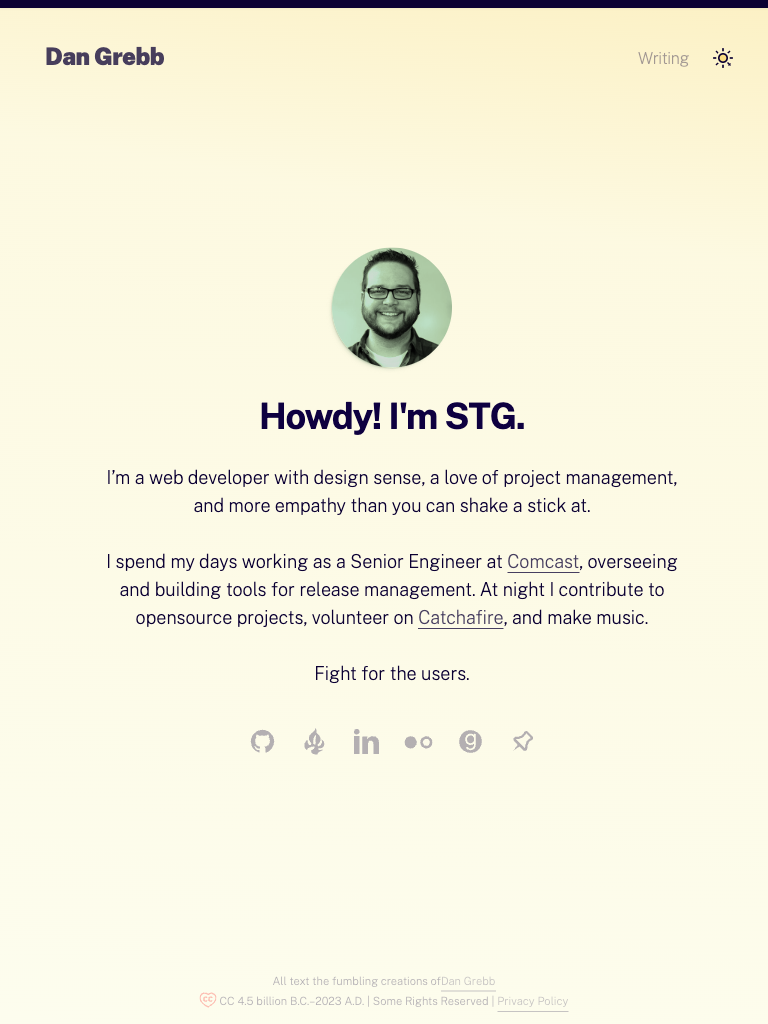 Dan Grebb
Writing
Howdy! I'm STG.
I’m a web developer with design sense, a love of project management,
and more empathy than you can shake a stick at.
I spend my days working as a Senior Engineer at Comcast, overseeing
and building tools for release management. At night I contribute to
opensource projects, volunteer on Catchafire, and make music.
Fight for the users.
All text the fumbling creations ofDan Grebb
CC 4.5 billion B.C.–2023 A.D. | Some Rights Reserved | Privacy Policy